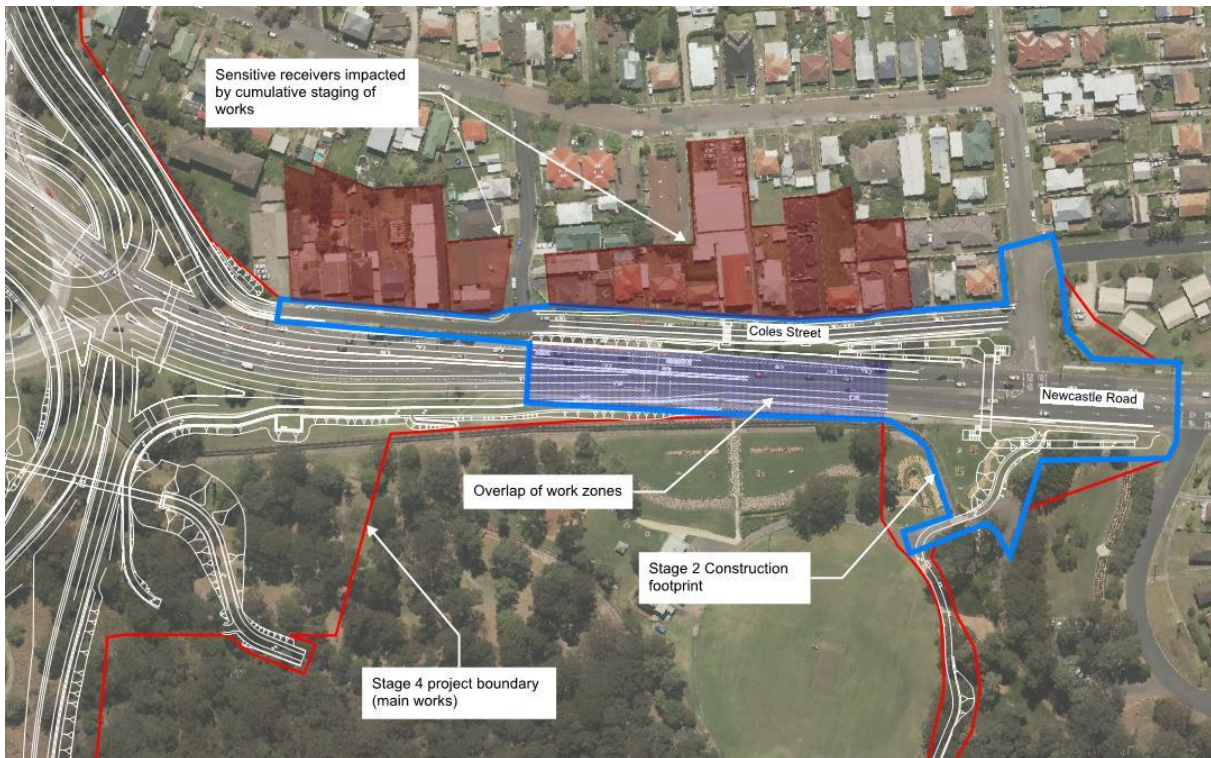 Sensitive receivers impacted
by cumulative staging of
works
Coles Street
Newcastle Road
Overlap of work zones
Stage 2 Construction
footprint
Stage 4 project boundary
(main works)